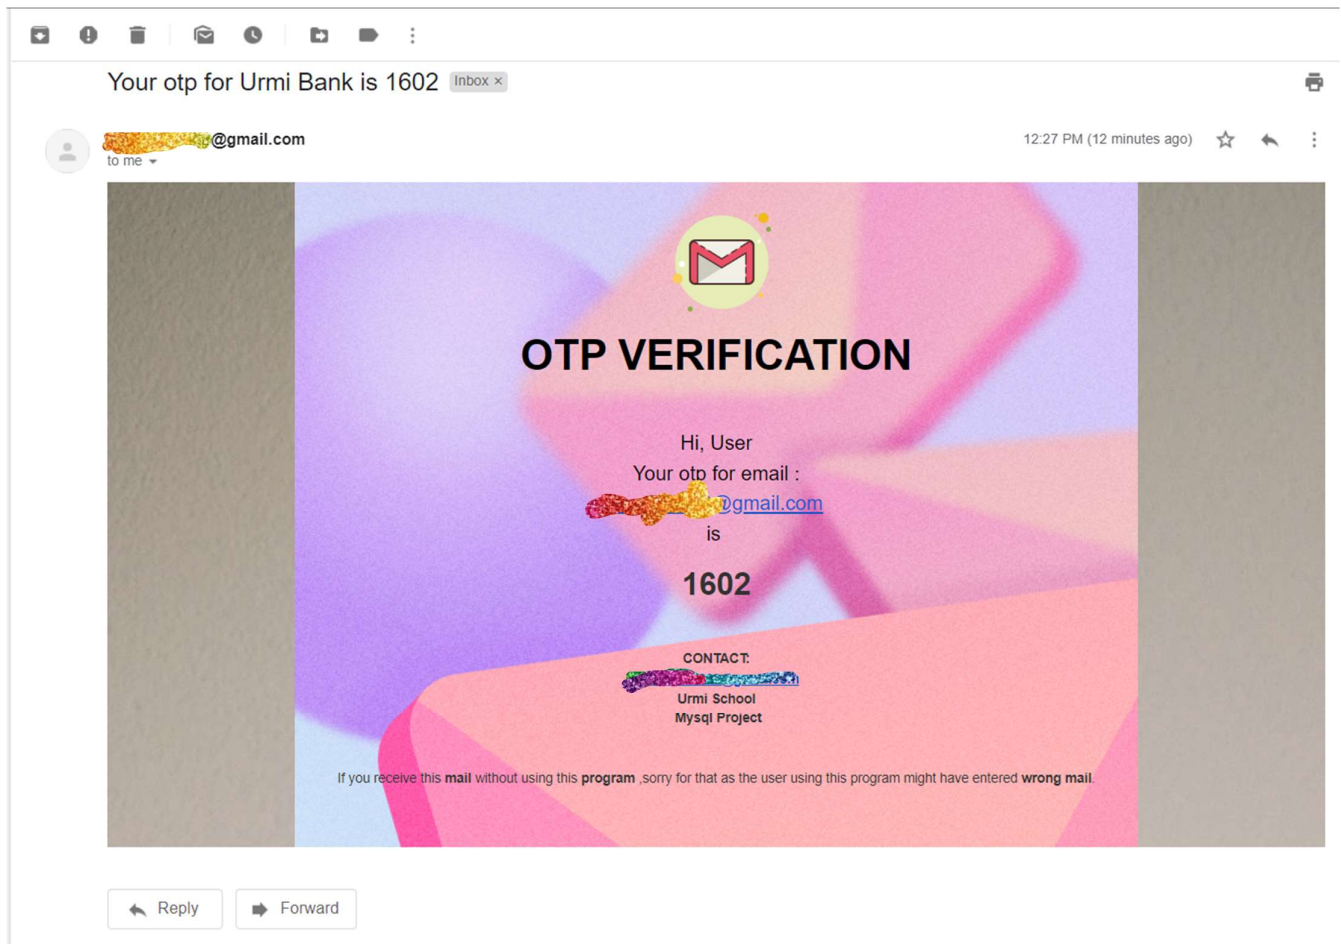 Your otp for Urmi Bank is 1602 Inbox ×
@gmail.com 12:27 PM (12 minutes ago)
to me
OTP VERIFICATION
Hi, User
Your otp for email :
@gmail.com
is
1602
CONTACT:
Urmi School
Mysql Project
If you receive this mail without using this program ,sorry for that as the user using this program might have entered wrong mail.
Reply Forward